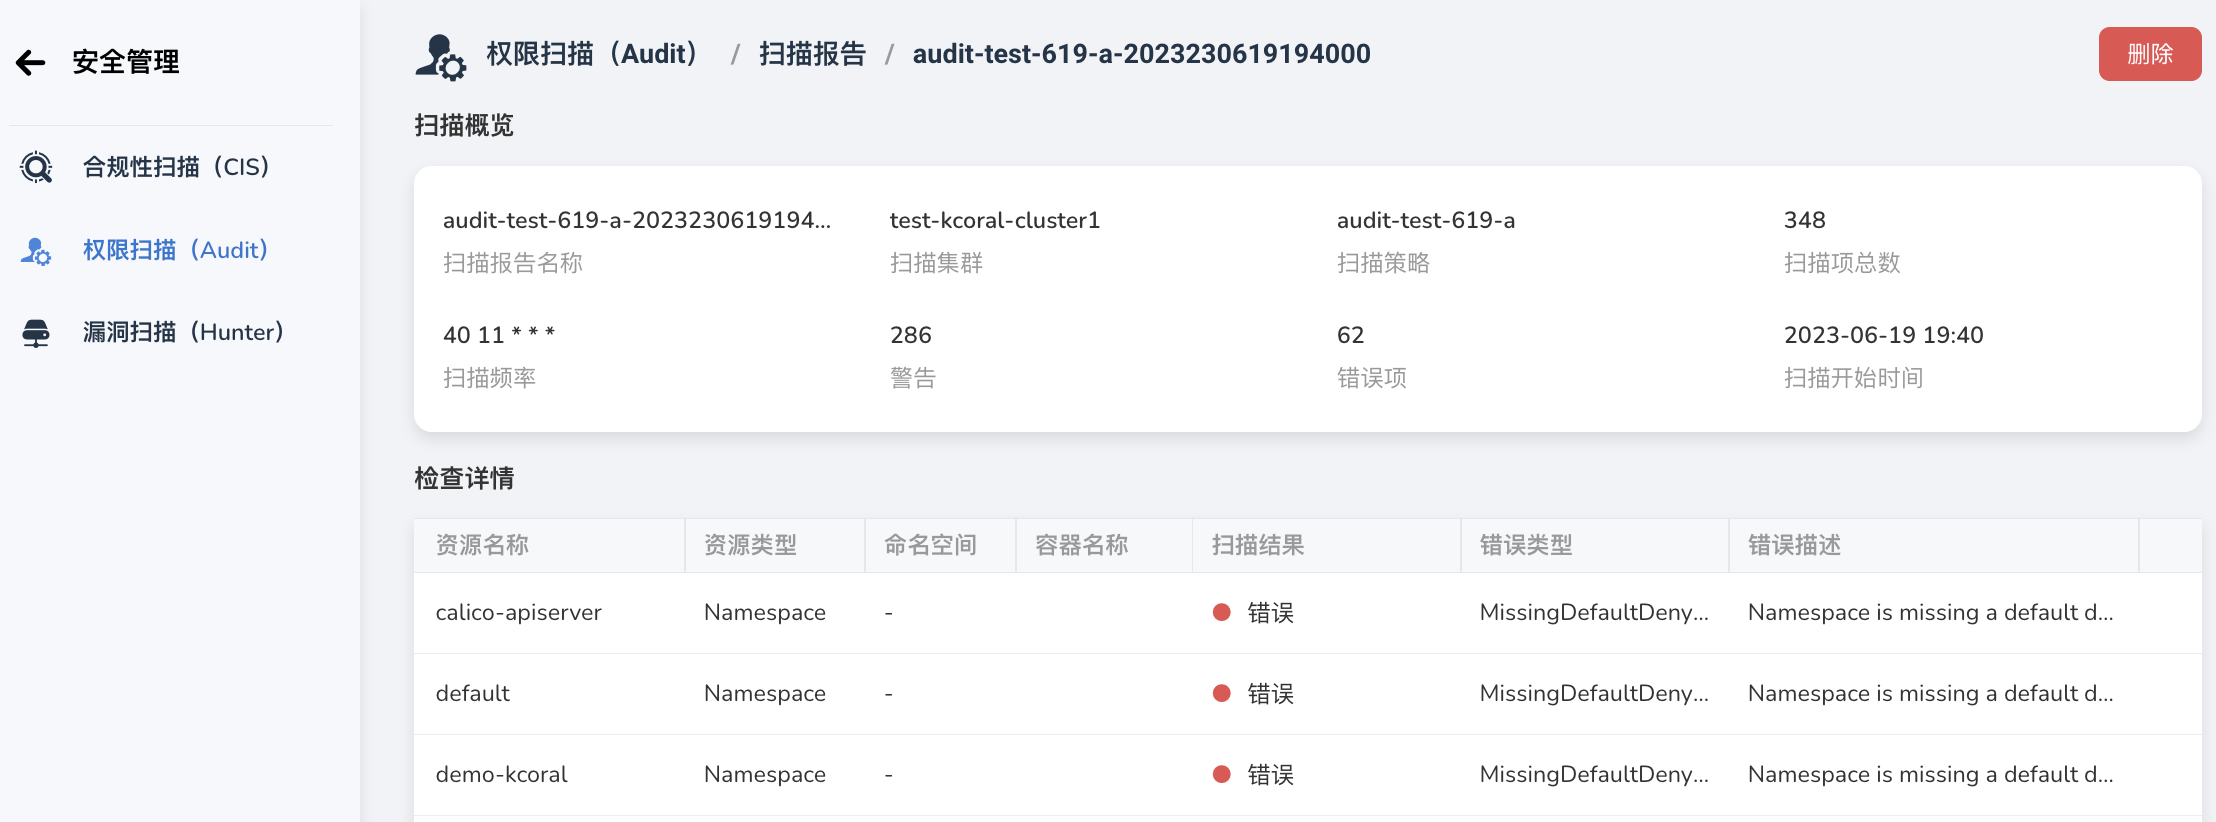 安全管理
合规性扫描（CIS）
权限扫描（Audit）
漏洞扫描（Hunter）
权限扫描（Audit） / 扫描报告 / audit-test-619-a-2023230619194000
删除
扫描概览
audit-test-619-a-2023230619194... test-kcoral-cluster1 audit-test-619-a 348
扫描报告名称 扫描集群 扫描策略 扫描项总数
40 11 * * * 286 62 2023-06-19 19:40
扫描频率 警告 错误项 扫描开始时间
检查详情
资源名称 资源类型 命名空间 容器名称 扫描结果 错误类型 错误描述
calico-apiserver Namespace - 错误 MissingDefaultDeny... Namespace is missing a default d...
default Namespace - 错误 MissingDefaultDeny... Namespace is missing a default d...
demo-kcoral Namespace - 错误 MissingDefaultDeny... Namespace is missing a default d...